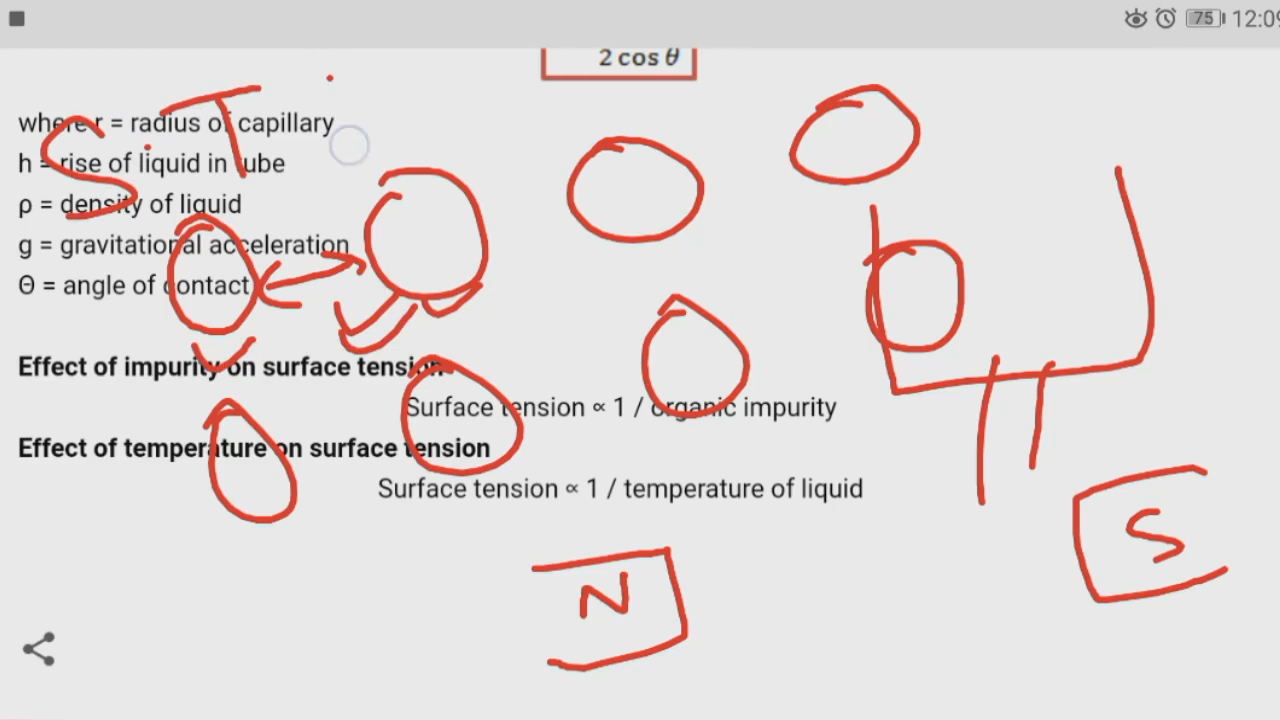 75 12:09
2 cos θ
where r = radius of capillary
S T
h = rise of liquid in tube
ρ = density of liquid
g = gravitational acceleration
Θ = angle of contact
Effect of impurity on surface tension
Surface tension ∝ 1 / organic impurity
Effect of temperature on surface tension
Surface tension ∝ 1 / temperature of liquid
S
N